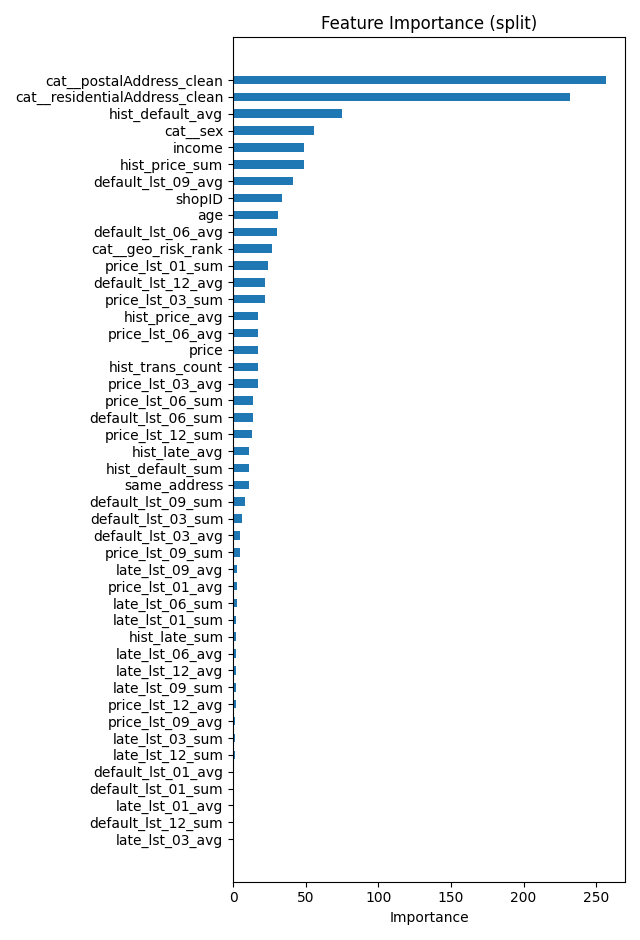 Feature Importance (split)
cat__postalAddress_clean
cat__residentialAddress_clean
hist_default_avg
cat__sex
income
hist_price_sum
default_lst_09_avg
shopID
age
default_lst_06_avg
cat__geo_risk_rank
price_lst_01_sum
default_lst_12_avg
price_lst_03_sum
hist_price_avg
price_lst_06_avg
price
hist_trans_count
price_lst_03_avg
price_lst_06_sum
default_lst_06_sum
price_lst_12_sum
hist_late_avg
hist_default_sum
same_address
default_lst_09_sum
default_lst_03_sum
default_lst_03_avg
price_lst_09_sum
late_lst_09_avg
price_lst_01_avg
late_lst_06_sum
late_lst_01_sum
hist_late_sum
late_lst_06_avg
late_lst_12_avg
late_lst_09_sum
price_lst_12_avg
price_lst_09_avg
late_lst_03_sum
late_lst_12_sum
default_lst_01_avg
default_lst_01_sum
late_lst_01_avg
default_lst_12_sum
late_lst_03_avg
0 50 100 150 200 250
Importance